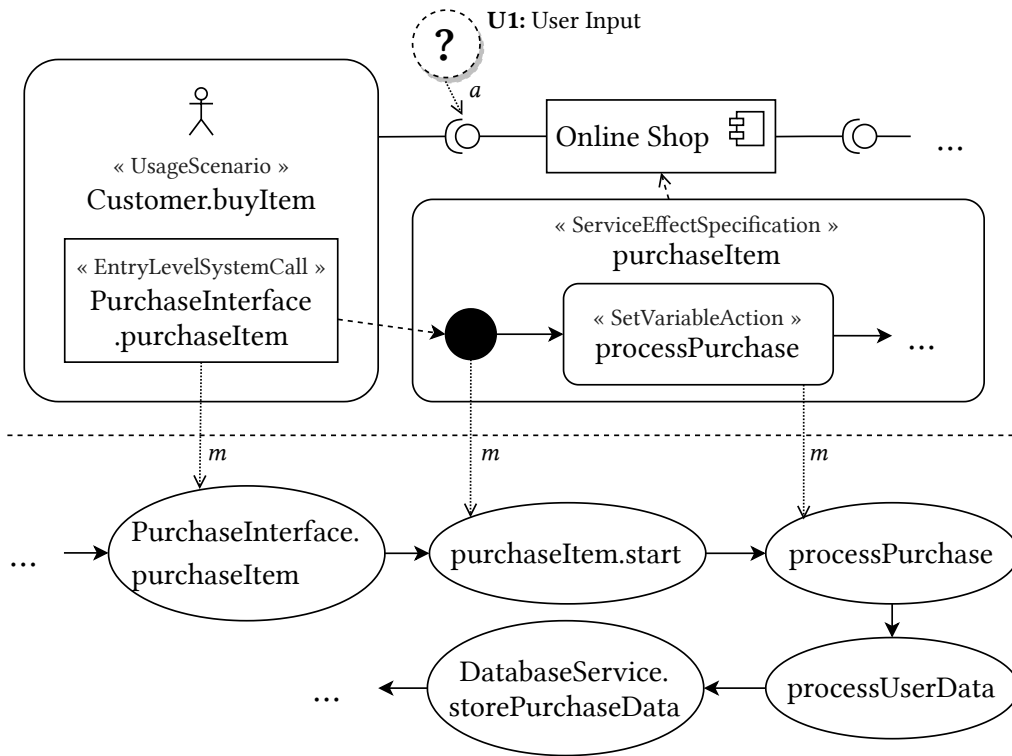 U1: User Input
?
a
« UsageScenario »
Customer.buyItem
« EntryLevelSystemCall »
PurchaseInterface
.purchaseItem
Online Shop
...
« ServiceEffectSpecification »
purchaseItem
« SetVariableAction »
processPurchase
...
m
m
m
...
PurchaseInterface.
purchaseItem
purchaseItem.start
processPurchase
...
DatabaseService.
storePurchaseData
processUserData